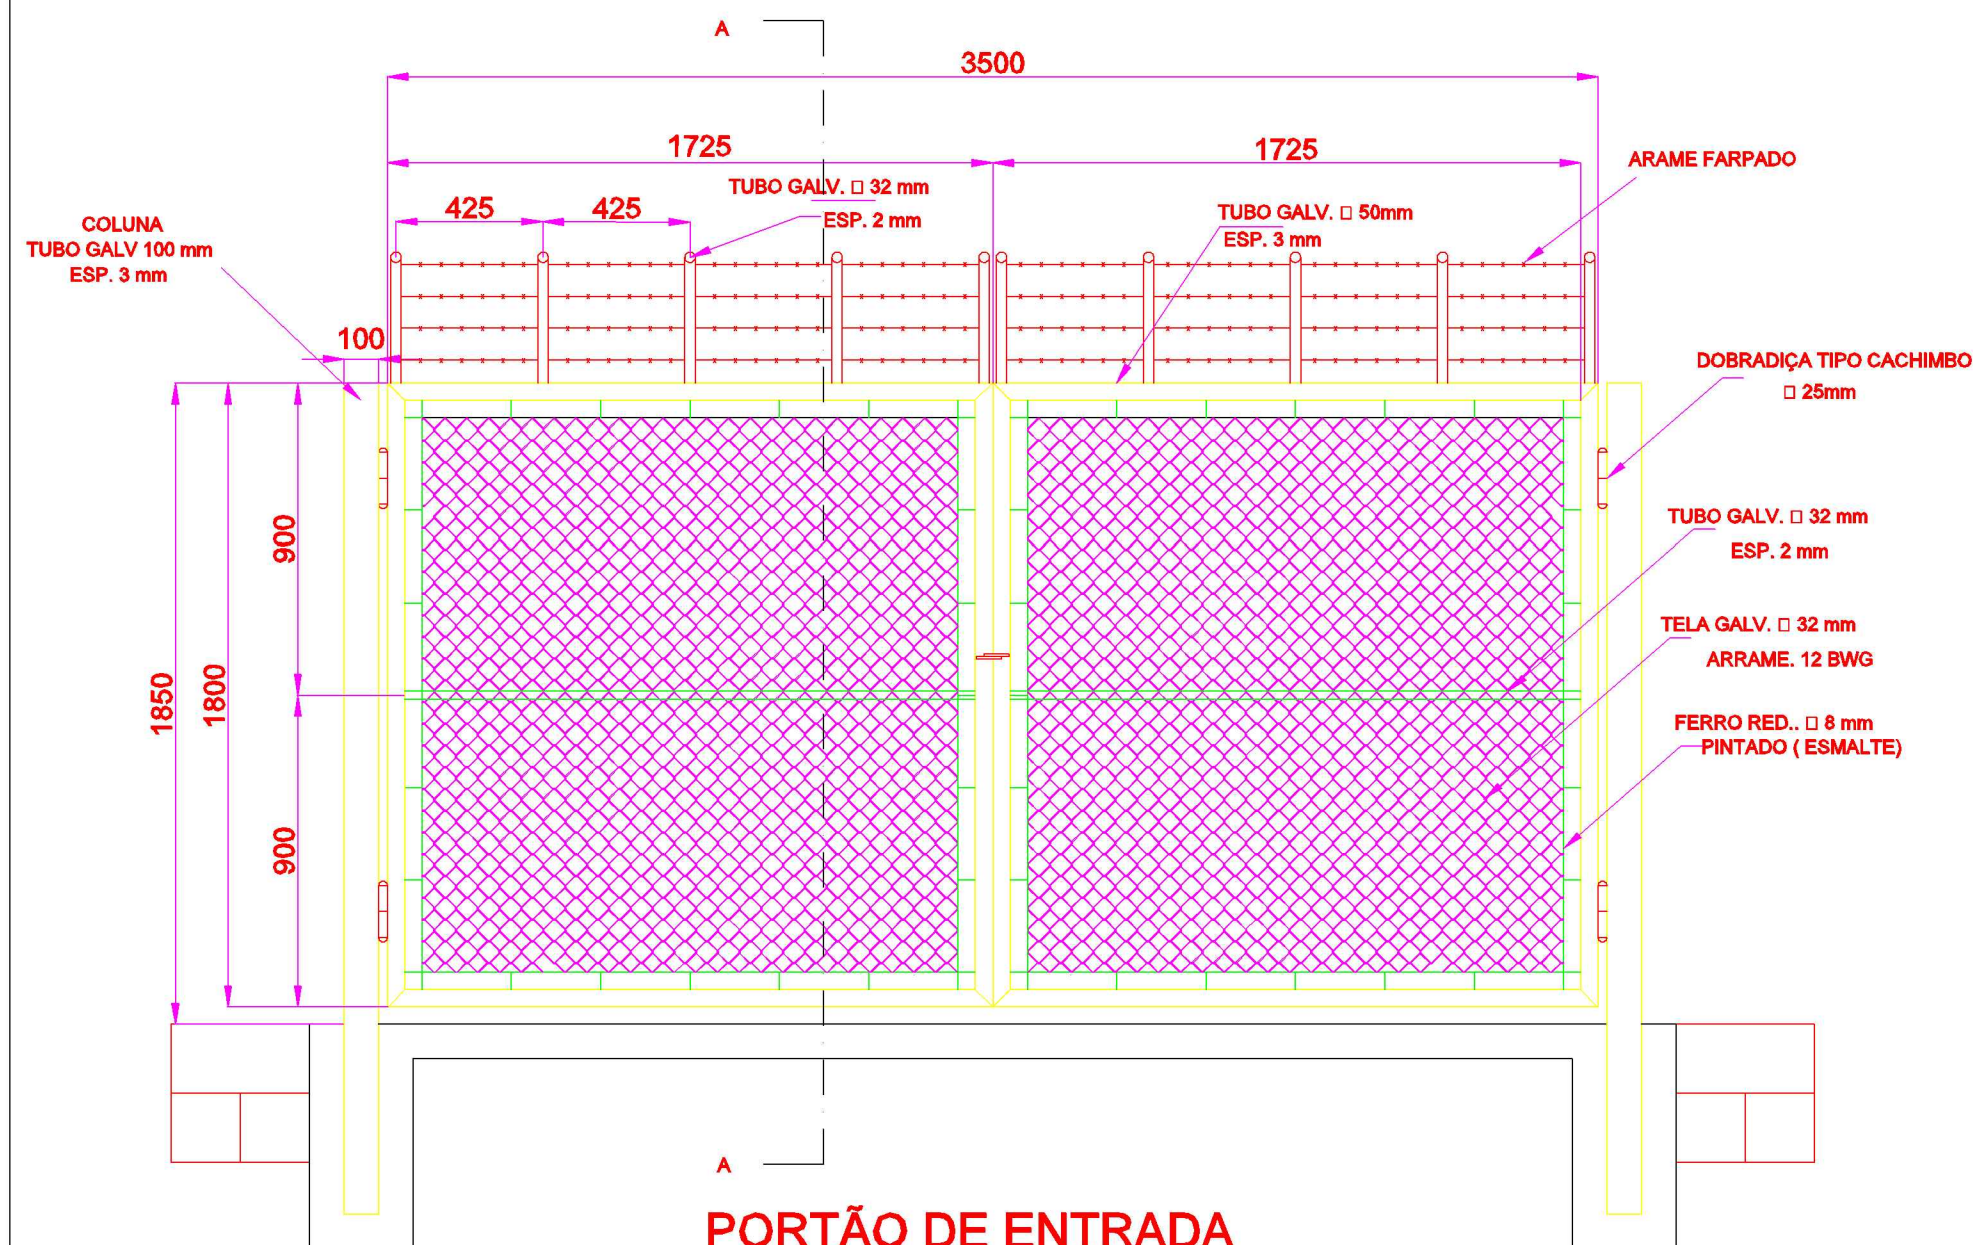 A
3500
1725
1725
ARAME FARPADO
TUBO GALV. □ 32 mm
ESP. 2 mm
425
425
TUBO GALV. □ 50mm
ESP. 3 mm
COLUNA
TUBO GALV 100 mm
ESP. 3 mm
100
DOBRADIÇA TIPO CACHIMBO
□ 25mm
TUBO GALV. □ 32 mm
ESP. 2 mm
900
TELA GALV. □ 32 mm
ARRAME. 12 BWG
1850
1800
FERRO RED.. □ 8 mm
PINTADO ( ESMALTE)
900
A
PORTÃO DE ENTRADA